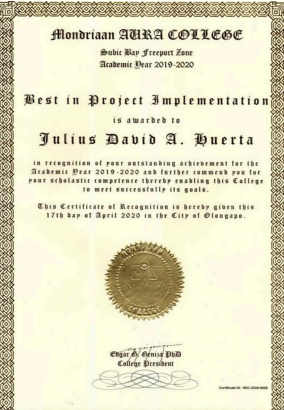 Mondriaan AURA COLLEGE
Subic Bay Freeport Zone
Academic Year 2019-2020
Best in Project Implementation
is awarded to
Julius David A. Huerta
in recognition of your outstanding achievement for the
Academic Year 2019-2020 and further commend you for
your scholastic competence thereby enabling this College
to meet successfully its goals.
This Certificate of Recognition is hereby given this
17th day of April 2020 in the City of Olongapo.
Edgar G. Geniza PhD
College President